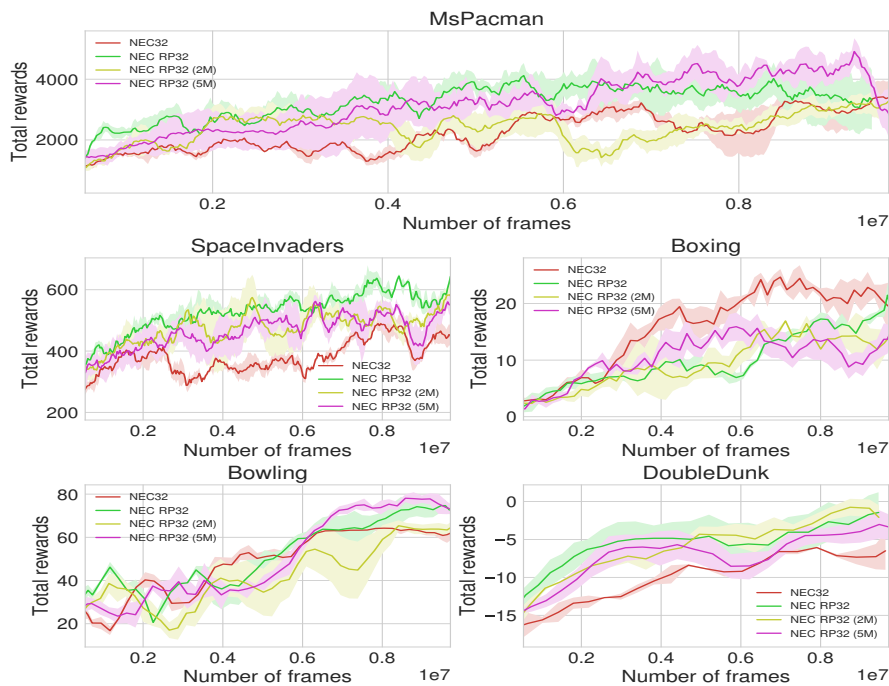 MsPacman
NEC32
NEC RP32
NEC RP32 (2M)
NEC RP32 (5M)
Total rewards
4000
2000
0.2 0.4 0.6 0.8
Number of frames
1e7
SpaceInvaders
Total rewards
600
400
200
NEC32
NEC RP32
NEC RP32 (2M)
NEC RP32 (5M)
0.2 0.4 0.6 0.8
Number of frames
1e7
Boxing
NEC32
NEC RP32
NEC RP32 (2M)
NEC RP32 (5M)
Total rewards
20
10
0
0.2 0.4 0.6 0.8
Number of frames
1e7
Bowling
NEC32
NEC RP32
NEC RP32 (2M)
NEC RP32 (5M)
Total rewards
80
60
40
20
0.2 0.4 0.6 0.8
Number of frames
1e7
DoubleDunk
Total rewards
0
−5
−10
−15
NEC32
NEC RP32
NEC RP32 (2M)
NEC RP32 (5M)
0.2 0.4 0.6 0.8
Number of frames
1e7